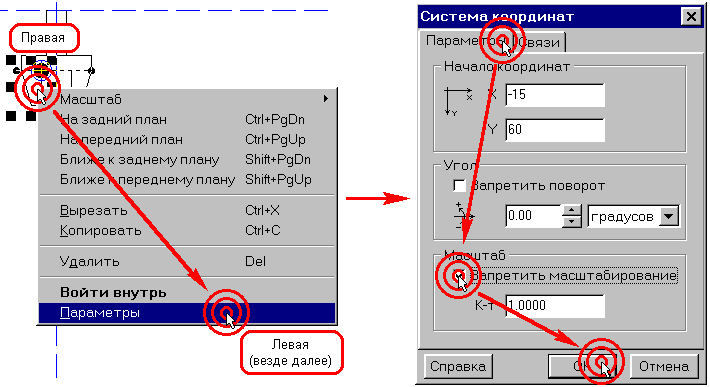 Правая
Масштаб
На задний план Ctrl+PgDn
На передний план Ctrl+PgUp
Ближе к заднему плану Shift+PgDn
Ближе к переднему плану Shift+PgUp
Вырезать Ctrl+X
Копировать Ctrl+C
Удалить Del
Войти внутрь
Параметры
Левая
(везде далее)
Система координат
Параметры Связи
Начало координат
X
X -15
Y
Y 60
Угол
Запретить поворот
0.00 градусов
Масштаб
Запретить масштабирование
К-т 1.0000
Справка OK Отмена